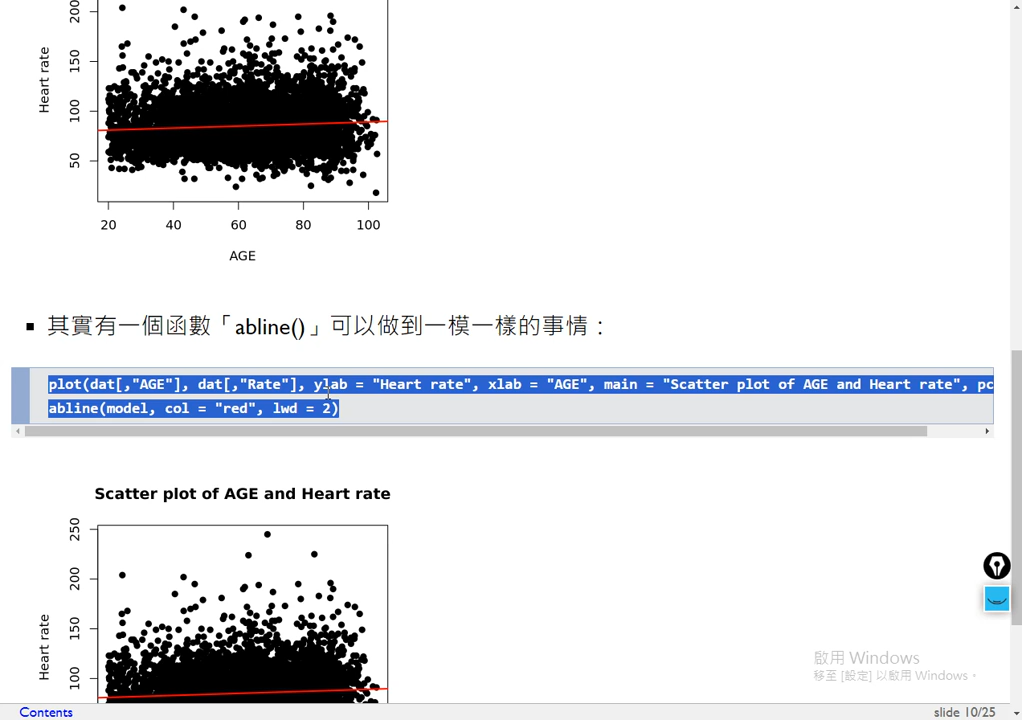 200
150
100
50
Heart rate
20 40 60 80 100
AGE
▪ 其實有一個函數「abline()」可以做到一模一樣的事情：
plot(dat[,"AGE"], dat[,"Rate"], ylab = "Heart rate", xlab = "AGE", main = "Scatter plot of AGE and Heart rate", pc
abline(model, col = "red", lwd = 2)
Scatter plot of AGE and Heart rate
250
200
150
100
Heart rate
啟用 Windows
移至 [設定] 以啟用 Windows。
Contents
slide 10/25